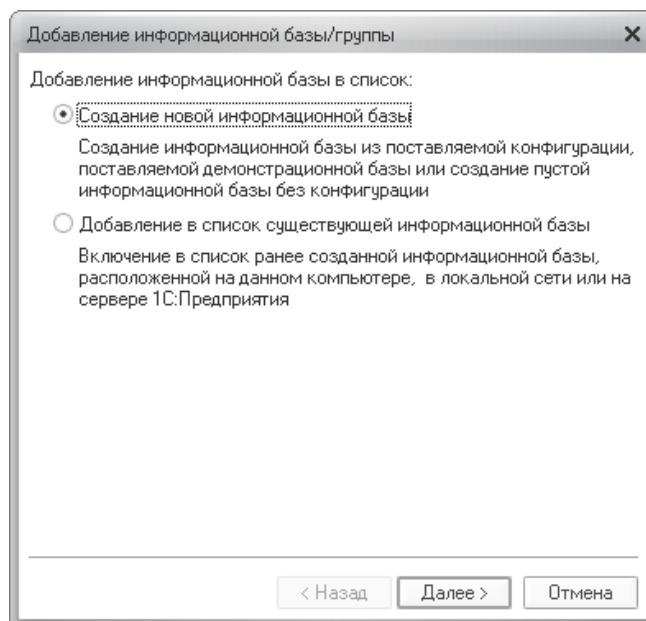 Добавление информационной базы/группы
Добавление информационной базы в список:
Создание новой информационной базы
Создание информационной базы из поставляемой конфигурации,
поставляемой демонстрационной базы или создание пустой
информационной базы без конфигурации
Добавление в список существующей информационной базы
Включение в список ранее созданной информационной базы,
расположенной на данном компьютере, в локальной сети или на
сервере 1С:Предприятия
< Назад Далее > Отмена